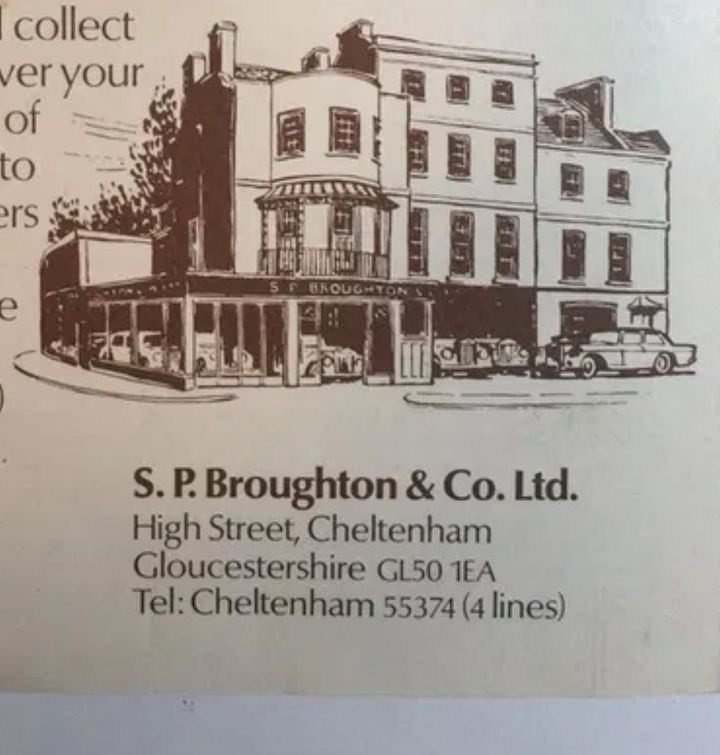 collect
ver your
of
to
ers
e
)
S. P. BROUGHTON &
S. P. Broughton & Co. Ltd.
High Street, Cheltenham
Gloucestershire GL50 1EA
Tel: Cheltenham 55374 (4 lines)